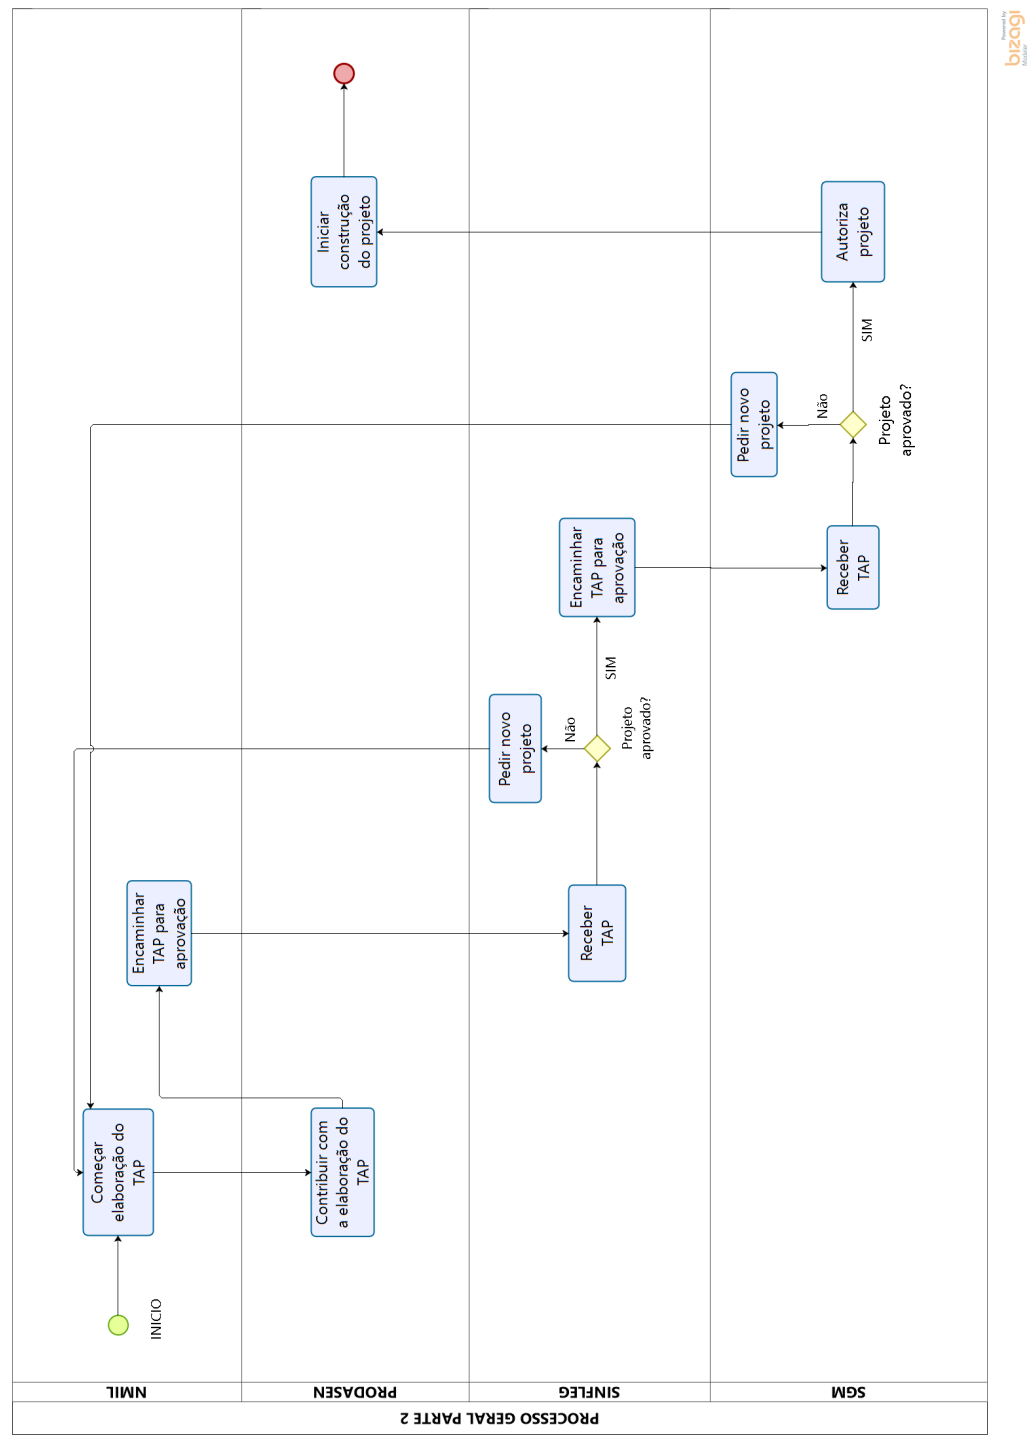 PROCESSO GERAL PARTE 2
NMIL
PRODASEN
SINFLEG
SGM
INICIO
Começar
elaboração do
TAP
Contribuir com
a elaboração do
TAP
Encaminhar
TAP para
aprovação
Receber
TAP
Projeto
aprovado?
Não
Pedir novo
projeto
SIM
Encaminhar
TAP para
aprovação
Receber
TAP
Projeto
aprovado?
Não
Pedir novo
projeto
SIM
Autoriza
projeto
Iniciar
construção
do projeto
Powered by
bizagi
Modeler